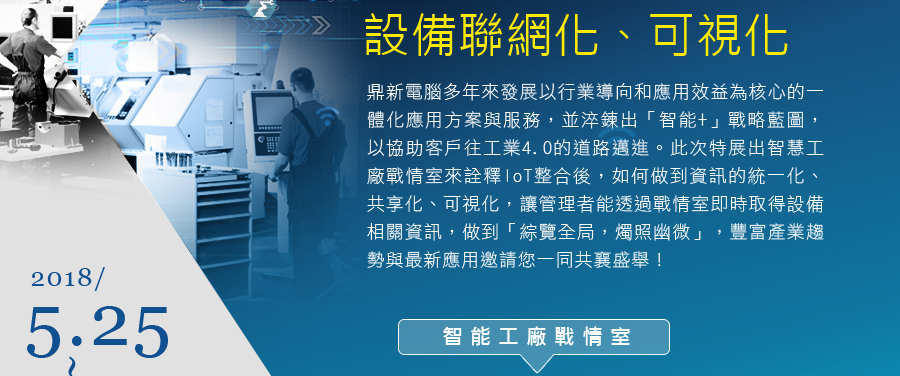 設備聯網化、可視化
鼎新電腦多年來發展以行業導向和應用效益為核心的一
體化應用方案與服務，並淬鍊出「智能+」戰略藍圖，
以協助客戶往工業4.0的道路邁進。此次特展出智慧工
廠戰情室來詮釋IoT整合後，如何做到資訊的統一化、
共享化、可視化，讓管理者能透過戰情室即時取得設備
相關資訊，做到「綜覽全局，燭照幽微」，豐富產業趨
勢與最新應用邀請您一同共襄盛舉！
2018/
5.25
~
智能工廠戰情室